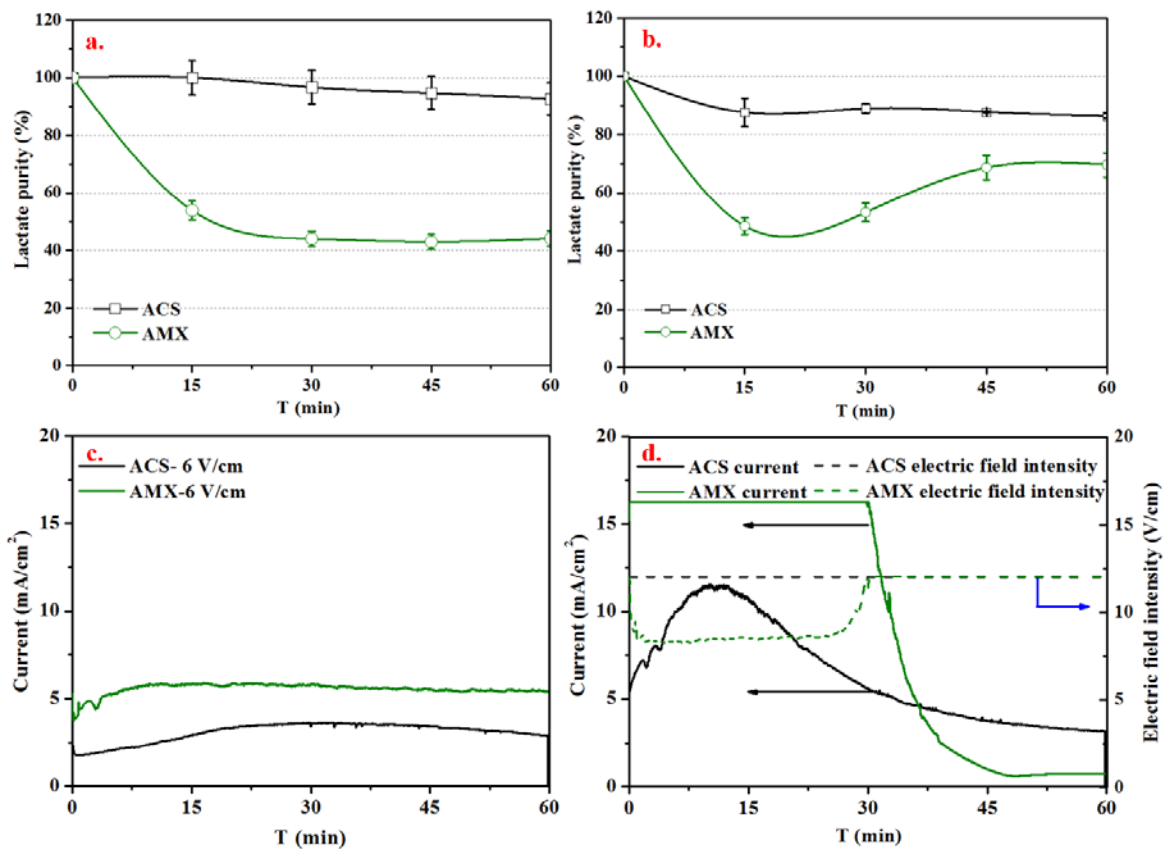 a.
120
100
80
60
40
20
0
Lactate purity (%)
ACS
AMX
0 15 30 45 60
T (min)
b.
120
100
80
60
40
20
0
Lactate purity (%)
ACS
AMX
0 15 30 45 60
T (min)
c.
20
15
10
5
0
Current (mA/cm²)
ACS- 6 V/cm
AMX-6 V/cm
0 15 30 45 60
T (min)
d.
20
15
10
5
0
Current (mA/cm²)
ACS current ACS electric field intensity
AMX current AMX electric field intensity
20
15
10
5
0
Electric field intensity (V/cm)
0 15 30 45 60
T (min)